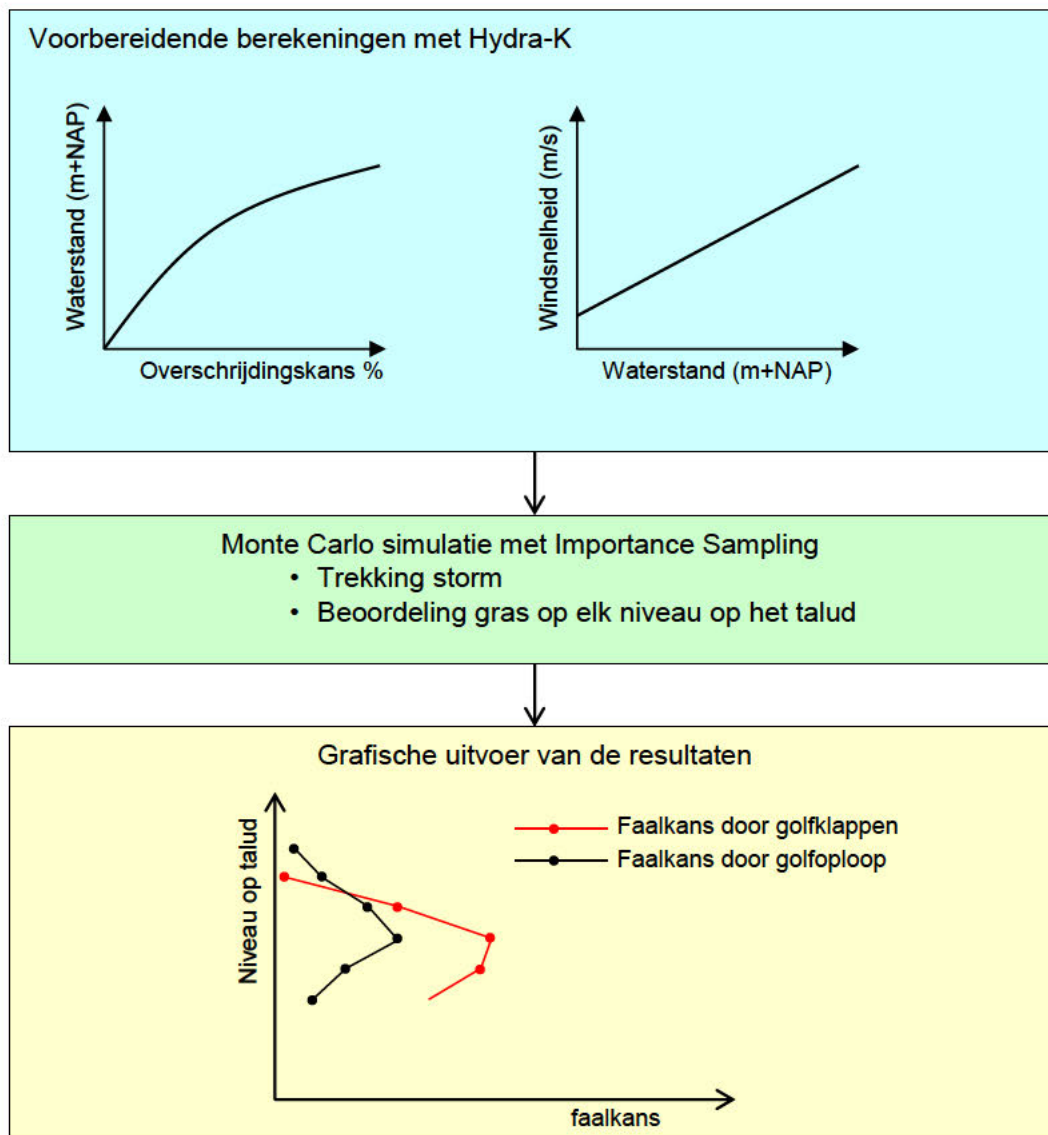 Voorbereidende berekeningen met Hydra-K
Waterstand (m+NAP)
Overschrijdingskans %
Windsnelheid (m/s)
Waterstand (m+NAP)
Monte Carlo simulatie met Importance Sampling
• Trekking storm
• Beoordeling gras op elk niveau op het talud
Grafische uitvoer van de resultaten
Niveau op talud
Faalkans door golfklappen
Faalkans door golfoploop
faalkans